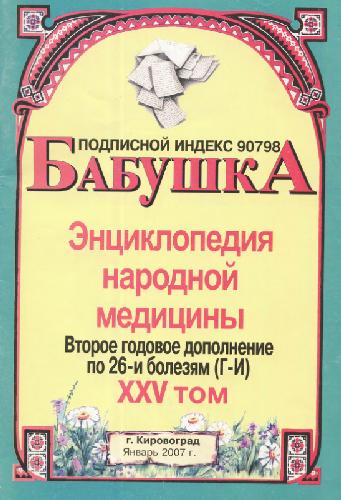 ПОДПИСНОЙ ИНДЕКС 90798
БАБУШКА
Энциклопедия
народной
медицины
Второе годовое дополнение
по 26-и болезям (Г-И)
XXV том
г. Кировоград
Январь 2007 г.